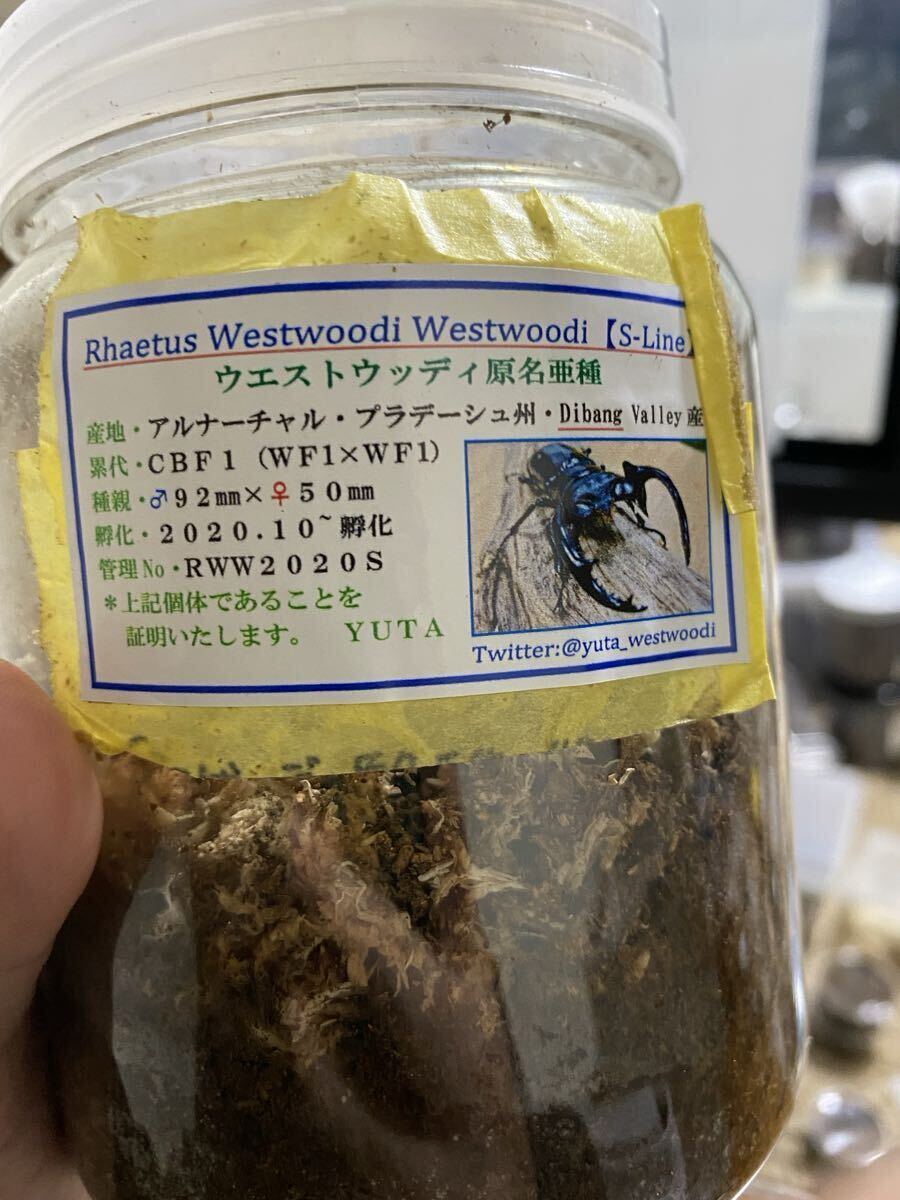 Rhaetus Westwoodi Westwoodi【S-Line】
ウエストウッディ原名亜種
産地・アルナーチャル・プラデーシュ州・Dibang Valley産
累代・CBF1（WF1×WF1）
種親・♂92㎜×♀50㎜
孵化・2020.10~孵化
管理No・RWW2020S
*上記個体であることを
証明いたします。 YUTA
Twitter:@yuta_westwoodi